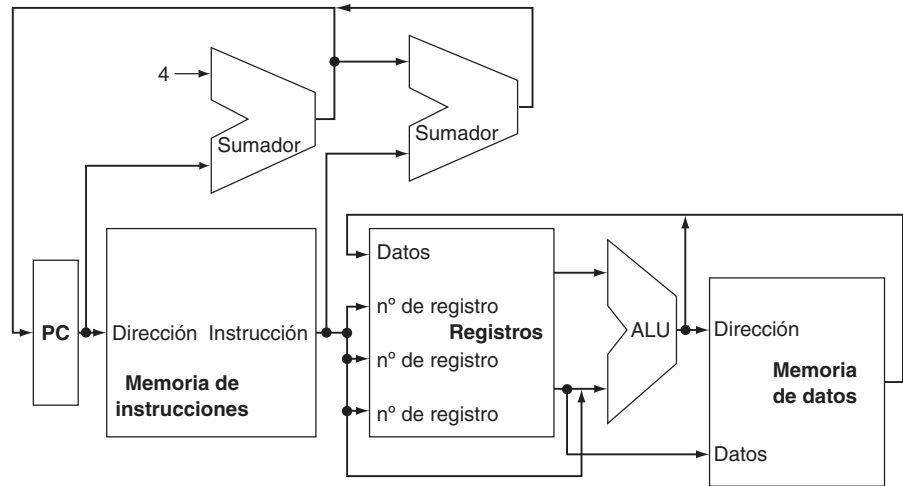 4
Sumador
Sumador
Datos
nº de registro
PC
Dirección
Instrucción
Registros
ALU
Dirección
nº de registro
Memoria de
instrucciones
Memoria
de datos
nº de registro
Datos